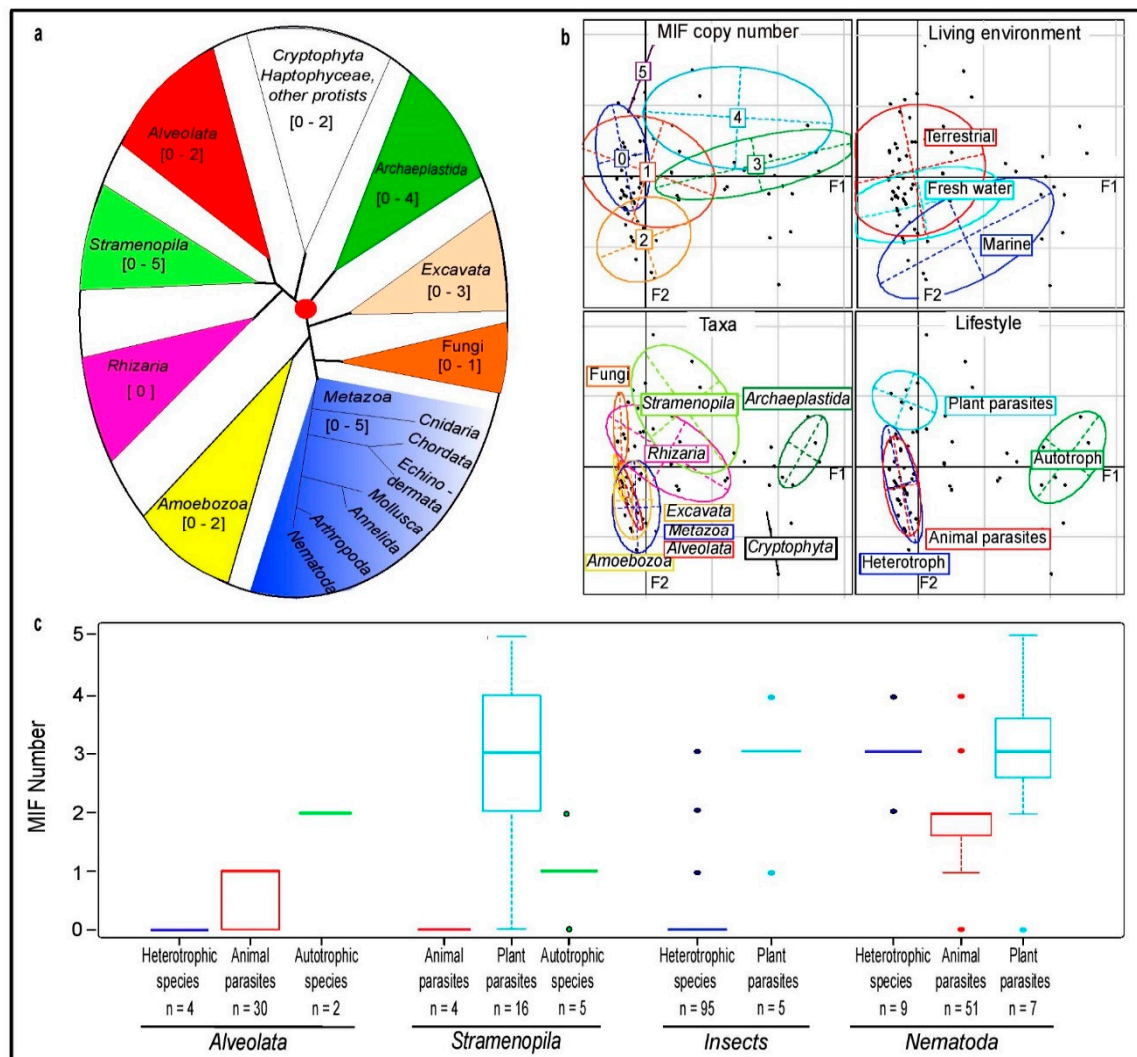 a
Cryptophyta
Haptophyceae,
other protists
[0 - 2]
Alveolata
[0 - 2]
Archaeplastida
[0 - 4]
Stramenopila
[0 - 5]
Excavata
[0 - 3]
Rhizaria
[ 0 ]
Fungi
[0 - 1]
Metazoa
[0 - 5]
Cnidaria
Chordata
Echino -
dermata
Mollusca
Annelida
Arthropoda
Nematoda
Amoebozoa
[0 - 2]
b
MIF copy number
5
4
0
3
1
F1
2
F2
Living environment
Terrestrial
F1
Fresh water
Marine
F2
Taxa
Fungi
Stramenopila
Archaeplastida
Rhizaria
F1
Excavata
Metazoa
Alveolata
Amoebozoa
Cryptophyta
F2
Lifestyle
Plant parasites
Autotroph
F1
Animal parasites
Heterotroph
F2
c
MIF Number
5
4
3
2
1
0
Heterotrophic species n = 4
Animal parasites n = 30
Autotrophic species n = 2
Alveolata
Animal parasites n = 4
Plant parasites n = 16
Autotrophic species n = 5
Stramenopila
Heterotrophic species n = 95
Plant parasites n = 5
Insects
Heterotrophic species n = 9
Animal parasites n = 51
Plant parasites n = 7
Nematoda